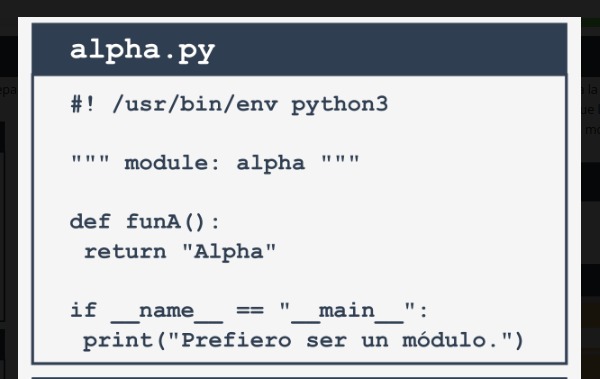 alpha.py
#! /usr/bin/env python3
""" module: alpha """
def funA():
 return "Alpha"
if __name__ == "__main__":
 print("Prefiero ser un módulo.")